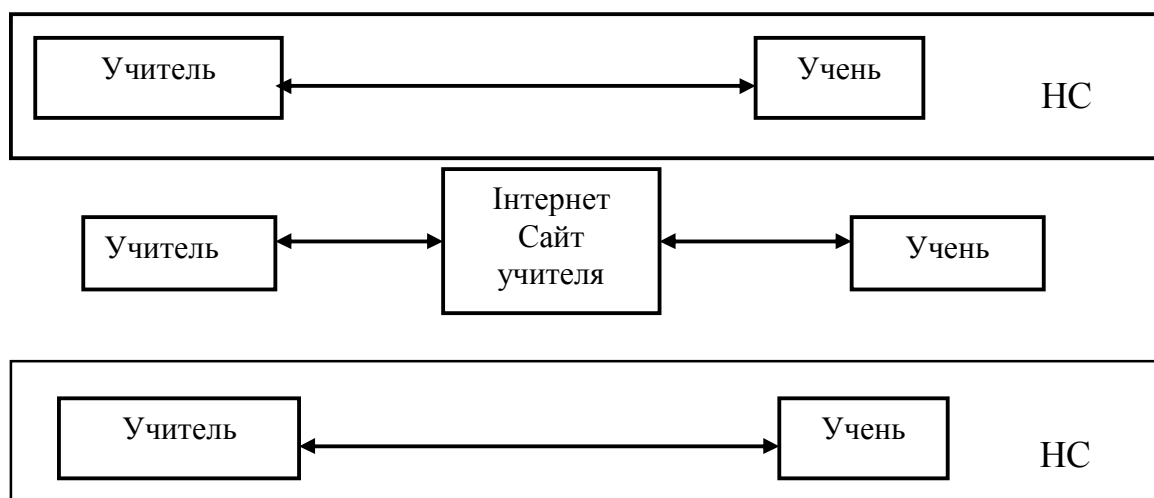 Учитель
Учень
НС
Інтернет
Сайт
учителя
Учитель
Учень
Учитель
Учень
НС